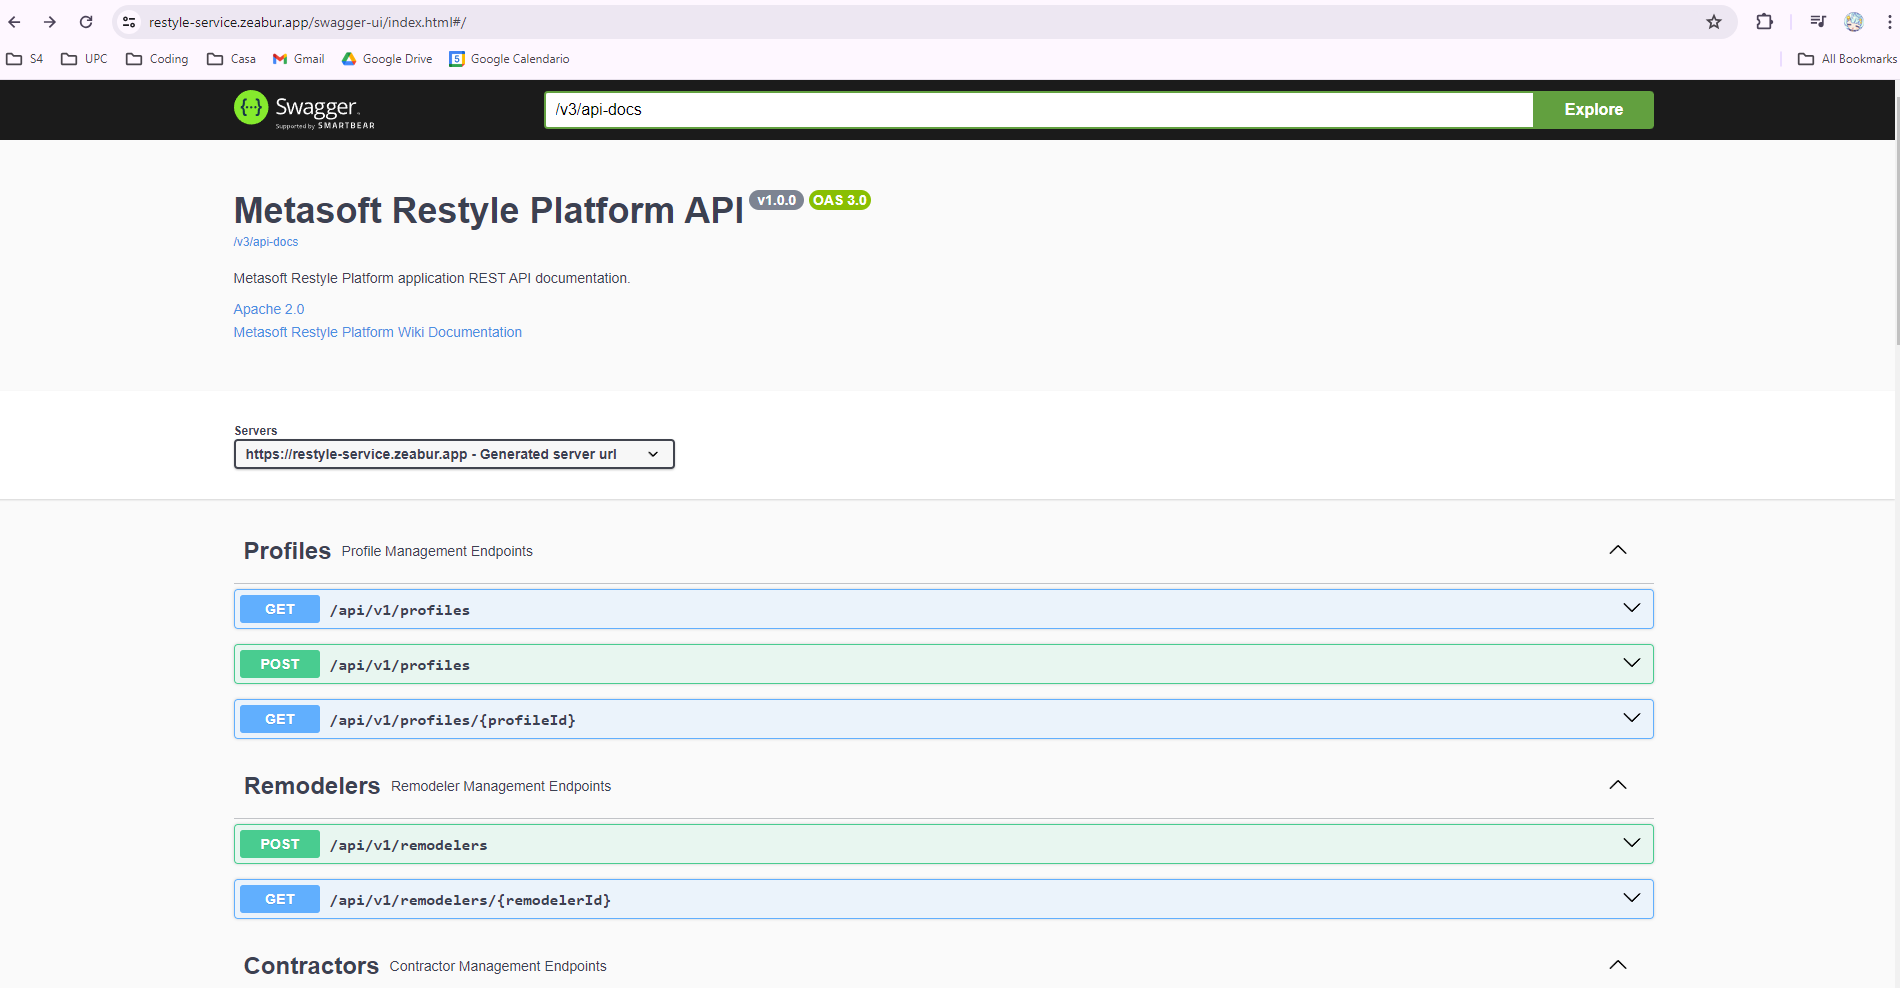 restyle-service.zeabur.app/swagger-ui/index.html#/
S4 UPC Coding Casa Gmail Google Drive 5 Google Calendario All Bookmarks
{···} Swagger. /v3/api-docs Explore
Supported by SMARTBEAR
Metasoft Restyle Platform API v1.0.0 OAS 3.0
/v3/api-docs
Metasoft Restyle Platform application REST API documentation.
Apache 2.0
Metasoft Restyle Platform Wiki Documentation
Servers
https://restyle-service.zeabur.app - Generated server url
Profiles Profile Management Endpoints
GET /api/v1/profiles
POST /api/v1/profiles
GET /api/v1/profiles/{profileId}
Remodelers Remodeler Management Endpoints
POST /api/v1/remodelers
GET /api/v1/remodelers/{remodelerId}
Contractors Contractor Management Endpoints